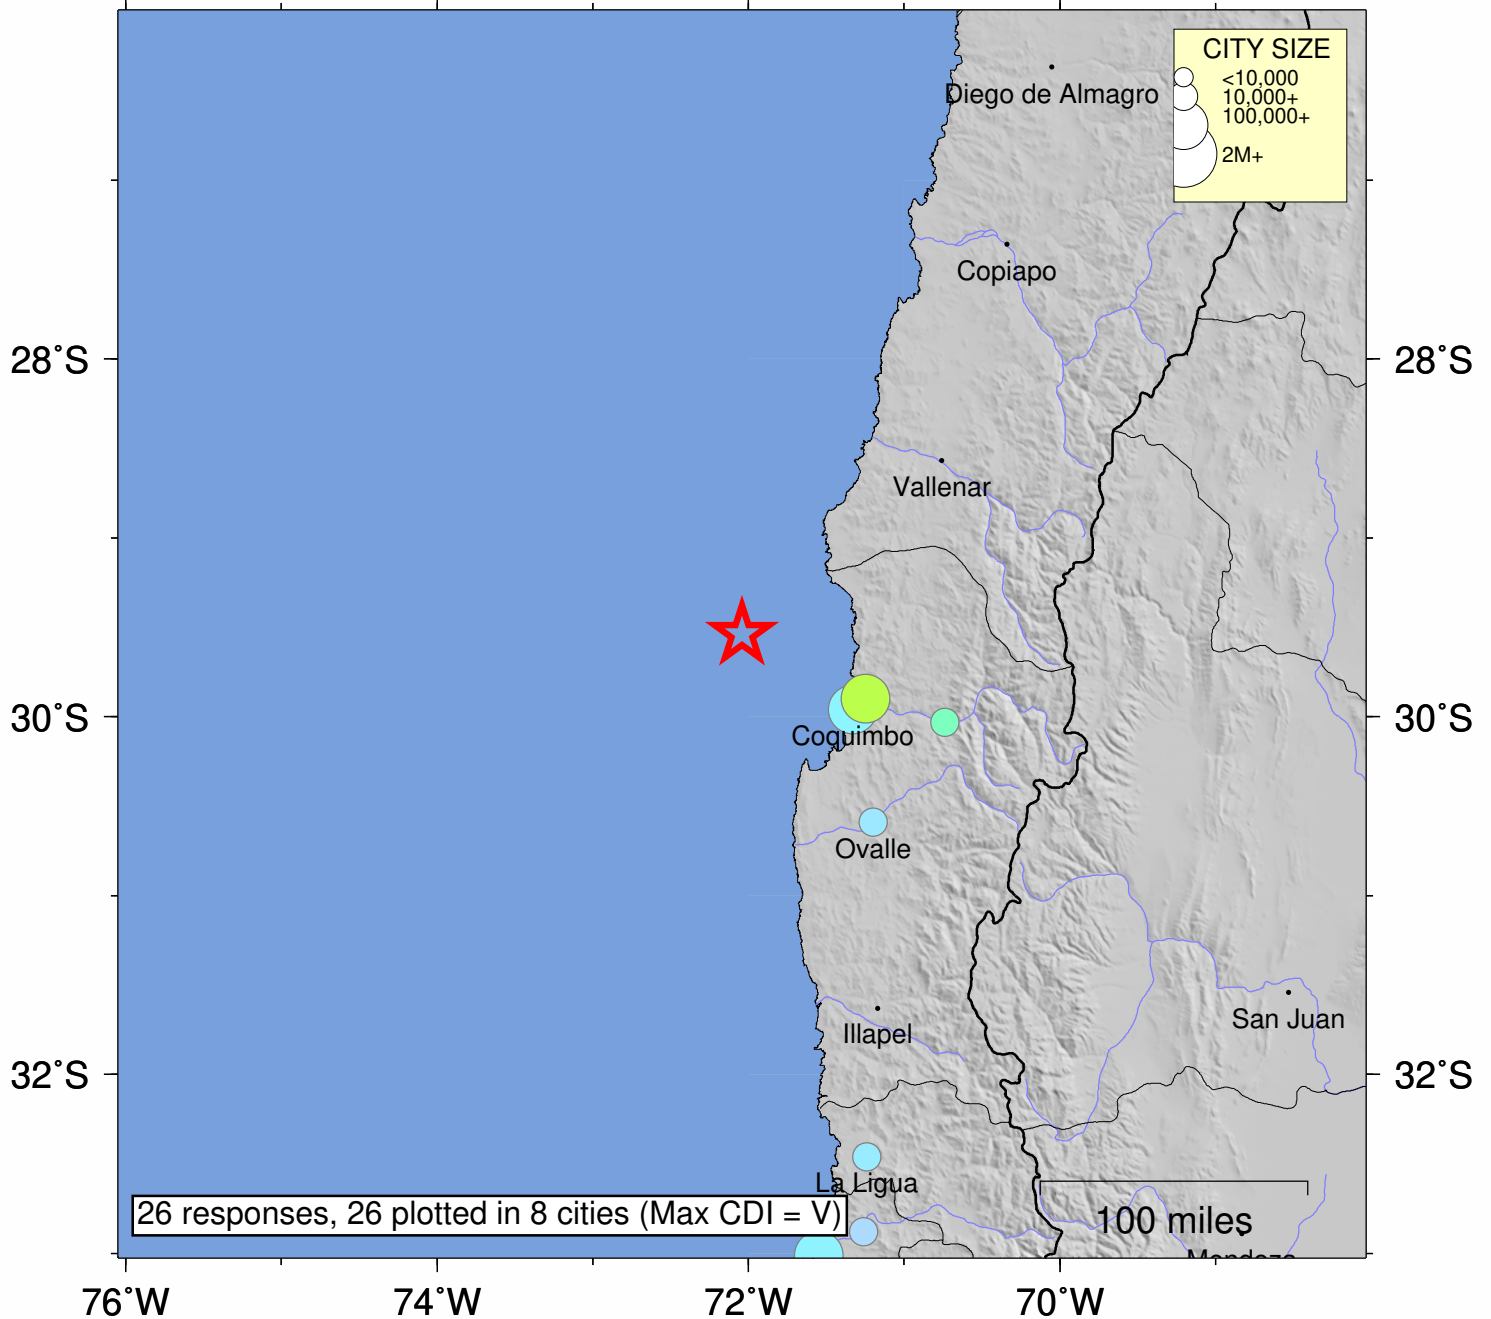 CITY SIZE
<10,000
10,000+
100,000+
2M+
Diego de Almagro
Copiapo
28°S
28°S
Vallenar
30°S
30°S
Coquimbo
Ovalle
San Juan
Illapel
32°S
32°S
La Ligua
26 responses, 26 plotted in 8 cities (Max CDI = V)
100 miles
Mendoza
76°W
74°W
72°W
70°W